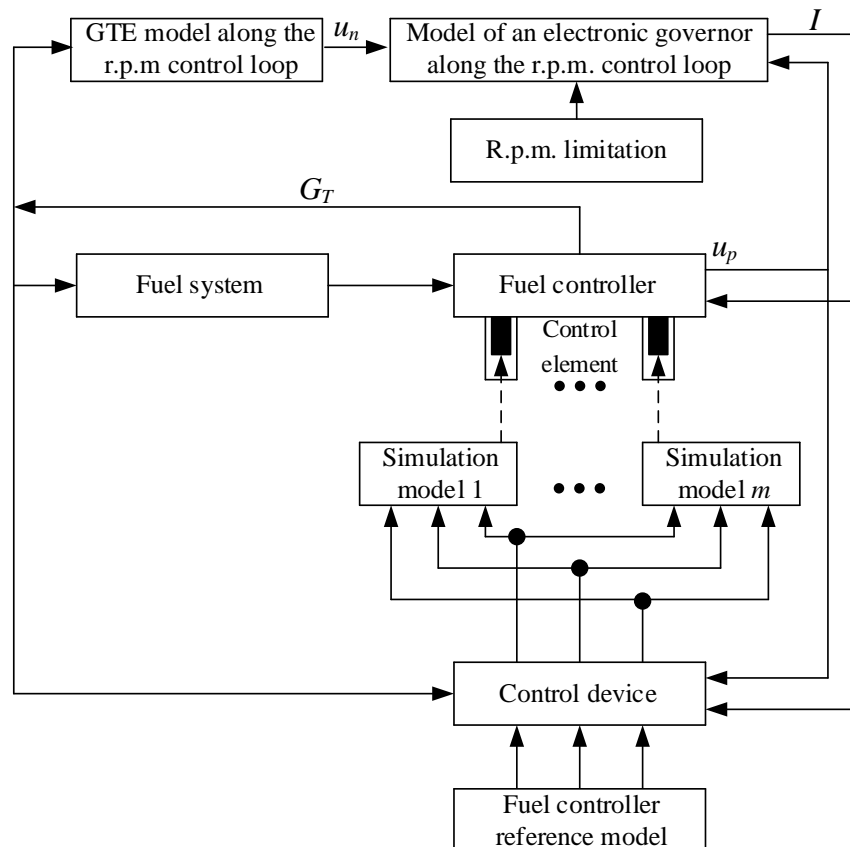 GTE model along the
r.p.m control loop
u_n
Model of an electronic governor
along the r.p.m. control loop
I
R.p.m. limitation
G_T
Fuel system
Fuel controller
u_p
Control
element
Simulation
model 1
Simulation
model m
Control device
Fuel controller
reference model